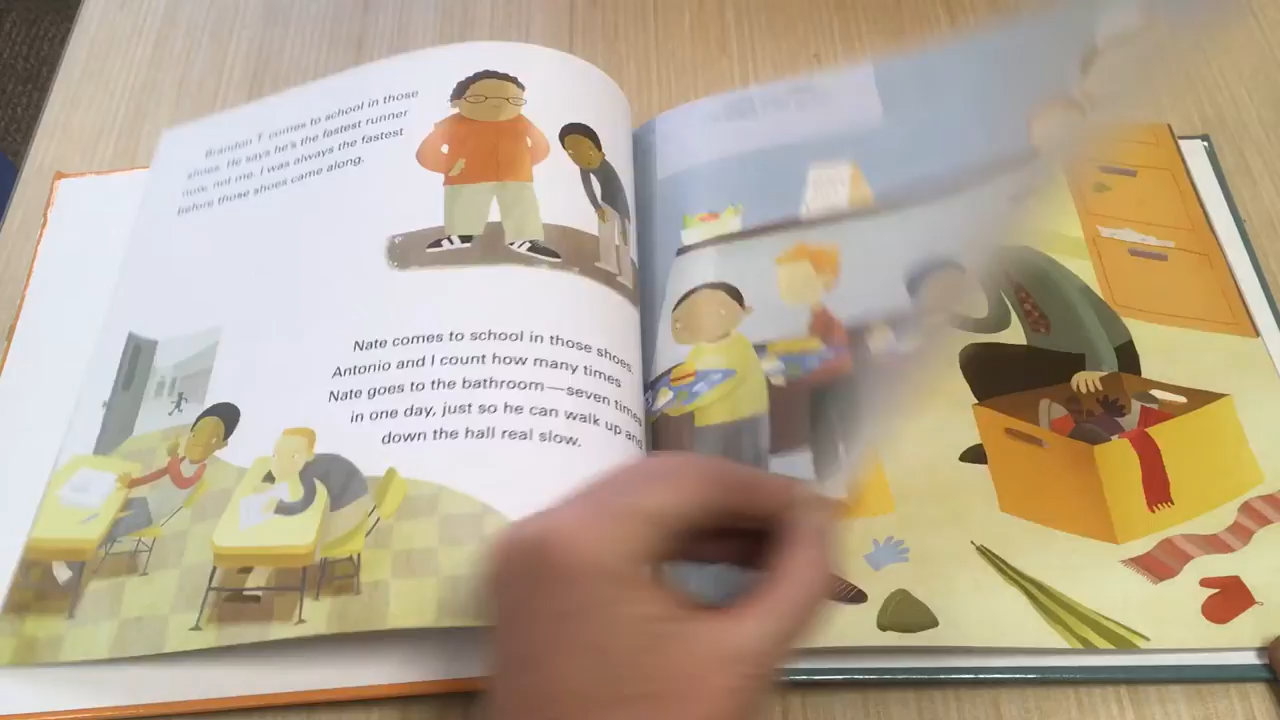 Brandon T. comes to school in those
shoes. He says he's the fastest runner
now, not me. I was always the fastest
before those shoes came along.
Nate comes to school in those shoes.
Antonio and I count how many times
Nate goes to the bathroom—seven times
in one day, just so he can walk up and
down the hall real slow.